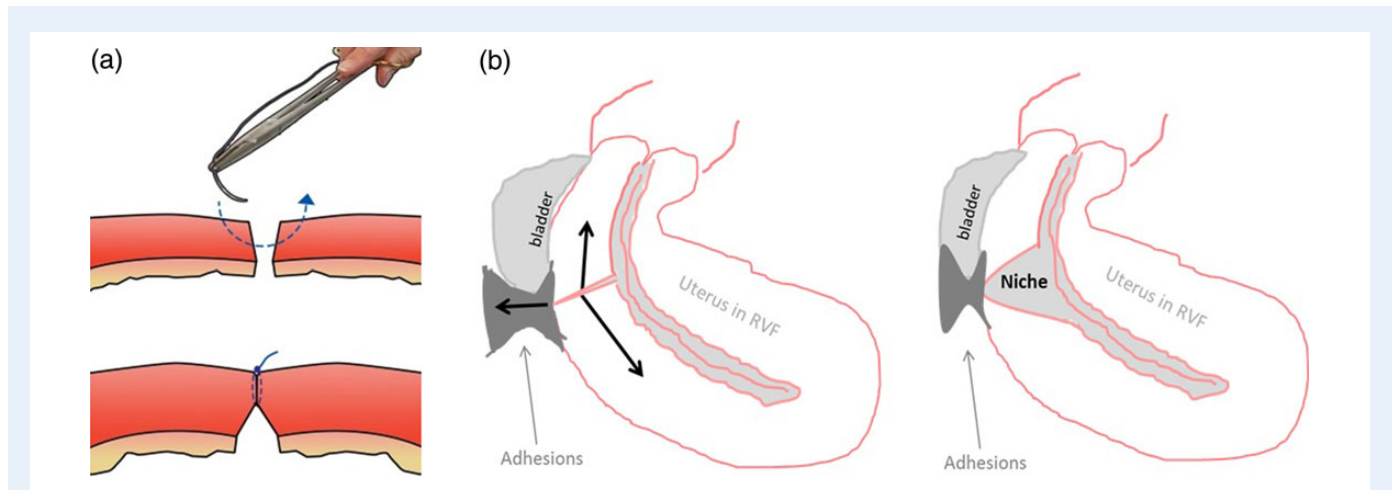 (a)
(b)
bladder
Uterus in RVF
Adhesions
bladder
Niche
Uterus in RVF
Adhesions